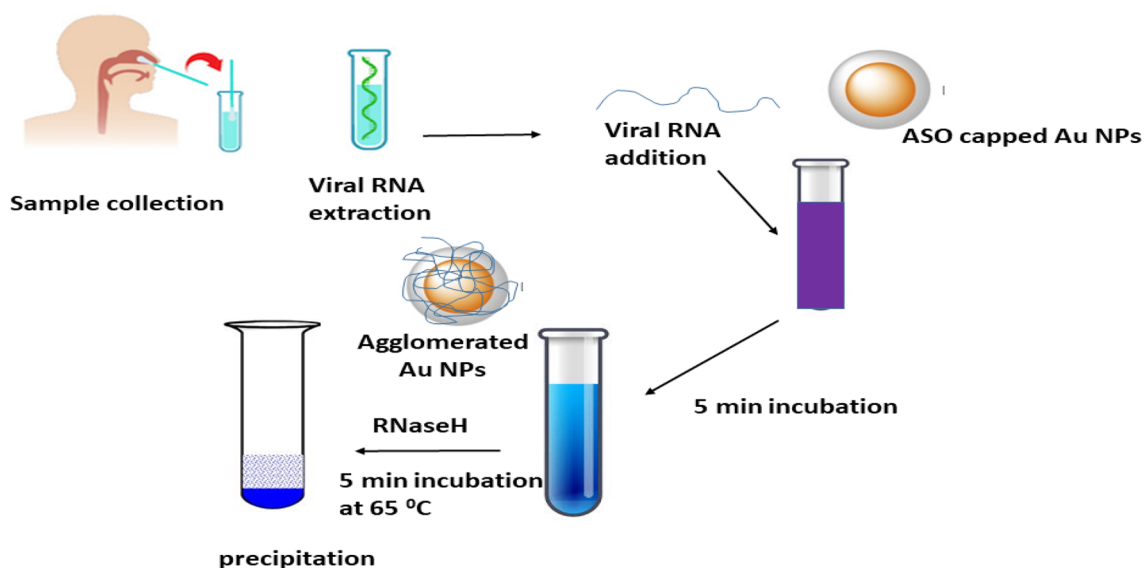 Sample collection
Viral RNA
extraction
Viral RNA
addition
ASO capped Au NPs
5 min incubation
Agglomerated
Au NPs
RNaseH
5 min incubation
at 65 ⁰C
precipitation